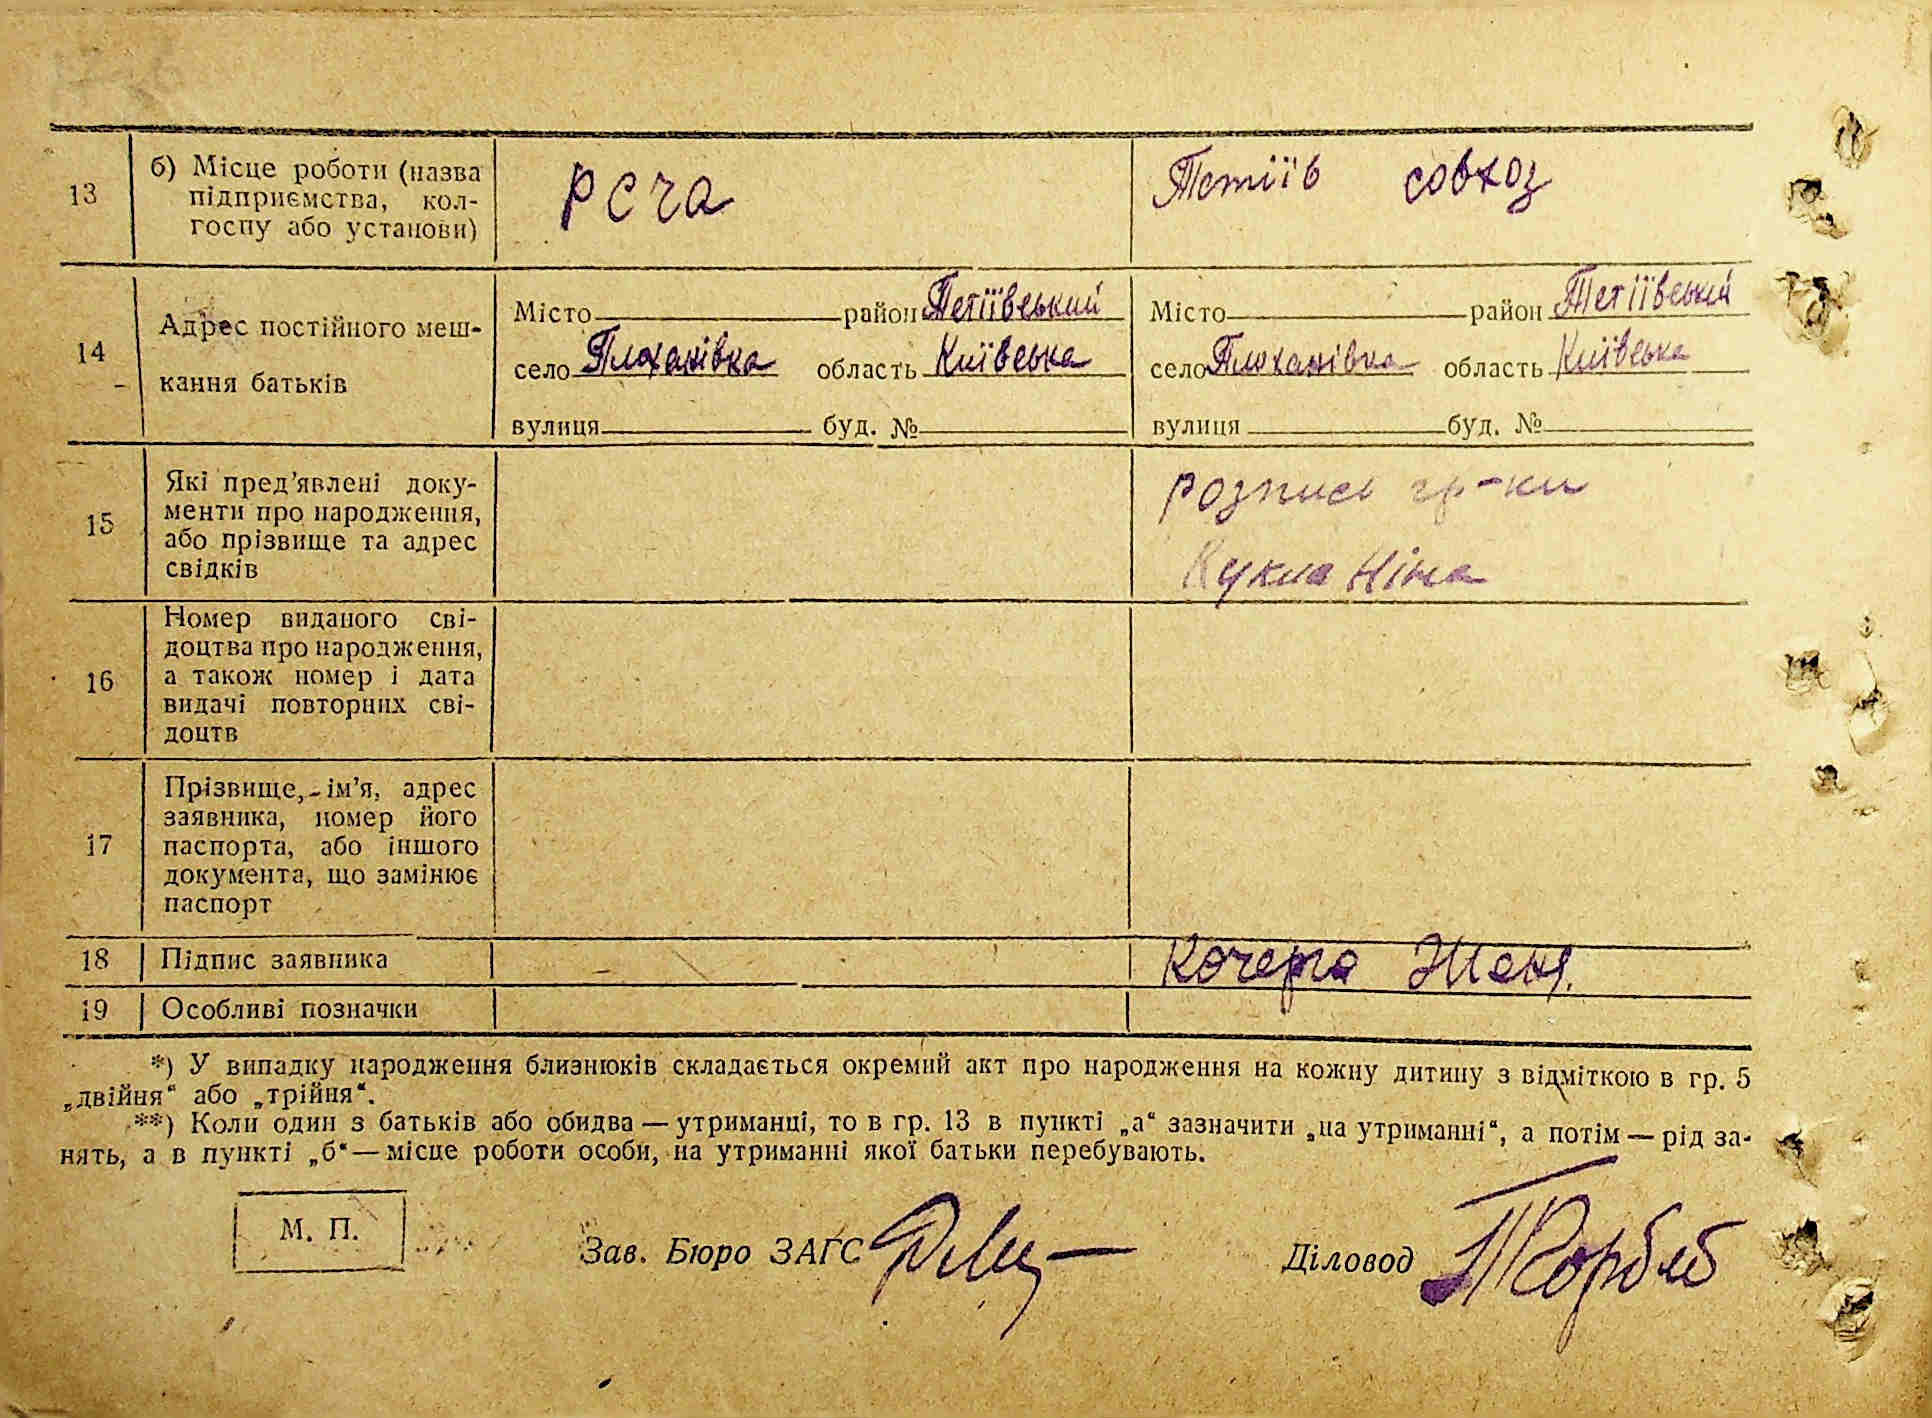 13
б) Місце роботи (назва
підприємства, кол-
госпу або установи)
РСЧА
Тетіїв совхоз
14
Адрес постійного меш-
кання батьків
Місто район Тетіївський
село Плоханівка область Київська
вулиця буд. №
Місто район Тетіївський
село Плоханівка область Київська
вулиця буд. №
15
Які пред'явлені доку-
менти про народження,
або прізвище та адрес
свідків
розписі гр-ки
Кукла Ніна
16
Номер виданого сві-
доцтва про народження,
а також номер і дата
видачі повторних сві-
доцтв
17
Прізвище, ім'я, адрес
заявника, номер його
паспорта, або іншого
документа, що замінює
паспорт
18 Підпис заявника Кочерга Женя.
19 Особливі позначки
*) У випадку народження близнюків складається окремий акт про народження на кожну дитину з відміткою в гр. 5
„двійня“ або „трійня“.
**) Коли один з батьків або обидва — утриманці, то в гр. 13 в пункті „а“ зазначити „на утриманні“, а потім — рід за-
нять, а в пункті „б“ — місце роботи особи, на утриманні якої батьки перебувають.
М. П.
Зав. Бюро ЗАГС
Діловод